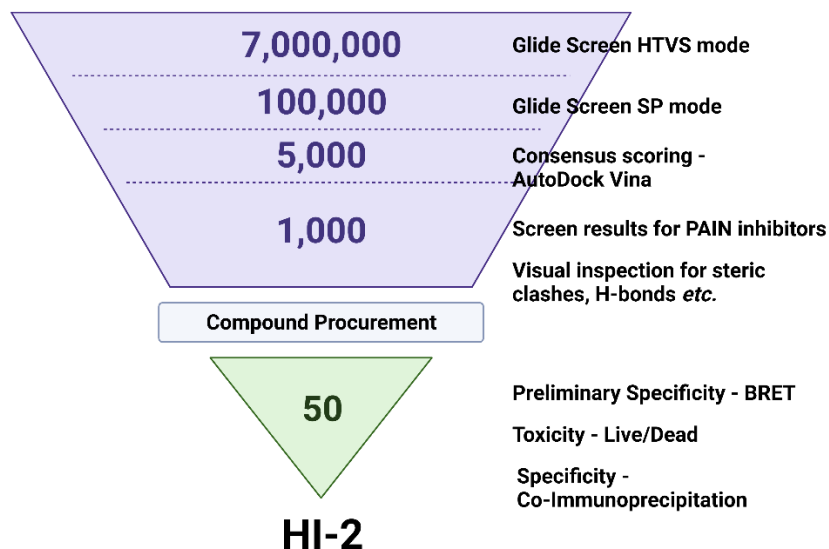 7,000,000
Glide Screen HTVS mode
100,000
Glide Screen SP mode
5,000
Consensus scoring -
AutoDock Vina
1,000
Screen results for PAIN inhibitors
Visual inspection for steric
clashes, H-bonds etc.
Compound Procurement
50
Preliminary Specificity - BRET
Toxicity - Live/Dead
Specificity -
Co-Immunoprecipitation
HI-2